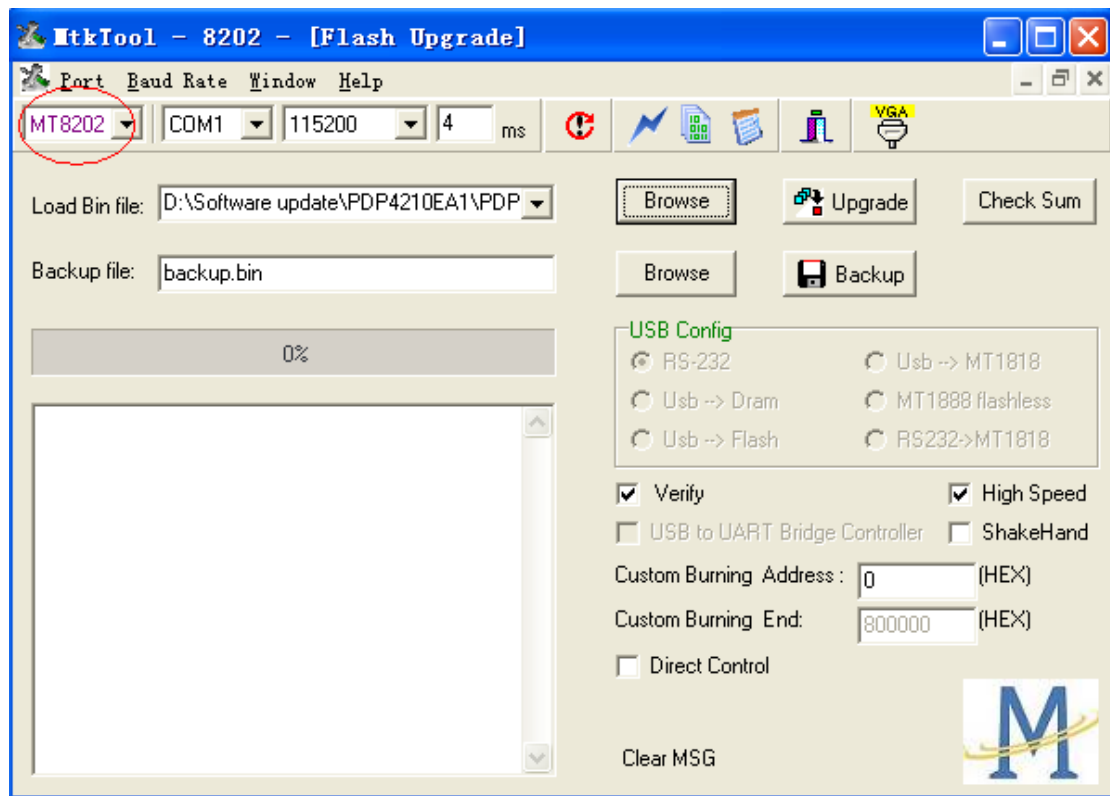 MtkTool - 8202 - [Flash Upgrade]
Port Baud Rate Window Help
MT8202 COM1 115200 4 ms VGA
Load Bin file: D:\Software update\PDP4210EA1\PDP Browse Upgrade Check Sum
Backup file: backup.bin Browse Backup
0%
USB Config
RS-232 Usb --> MT1818
Usb --> Dram MT1888 flashless
Usb --> Flash RS232->MT1818
Verify High Speed
USB to UART Bridge Controller ShakeHand
Custom Burning Address : 0 (HEX)
Custom Burning End: 800000 (HEX)
Direct Control
Clear MSG
M